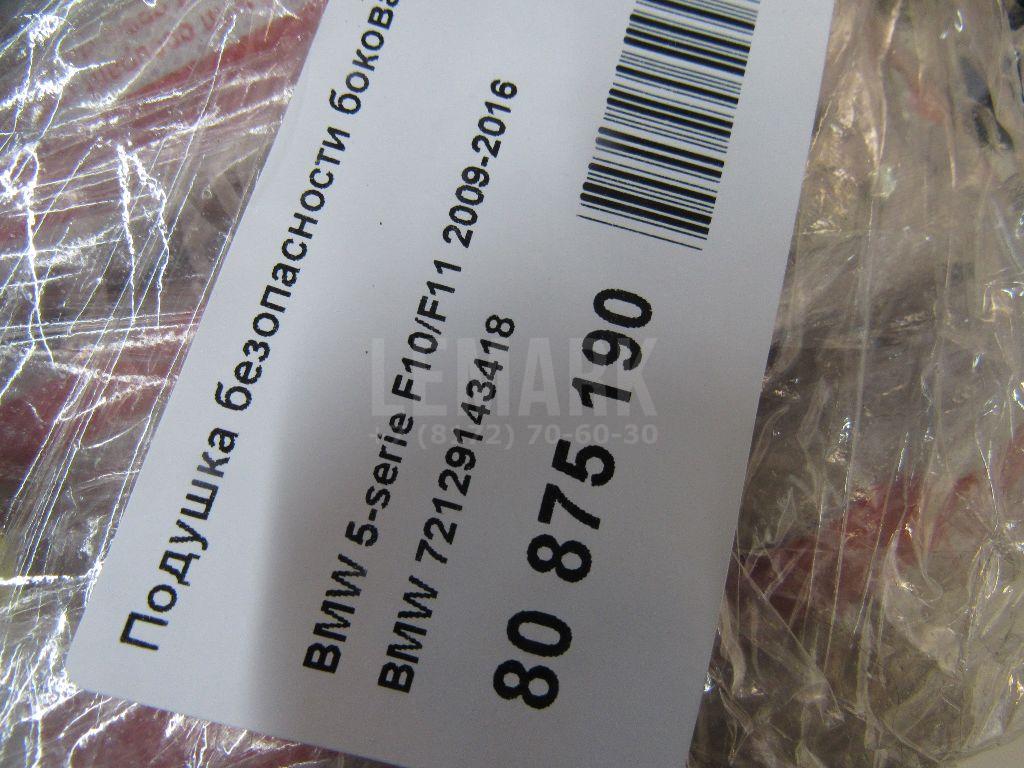 Подушка безопасности бокова
BMW 5-serie F10/F11 2009-2016
BMW 72129143418
80 875 190
LEMARK
70-60-30